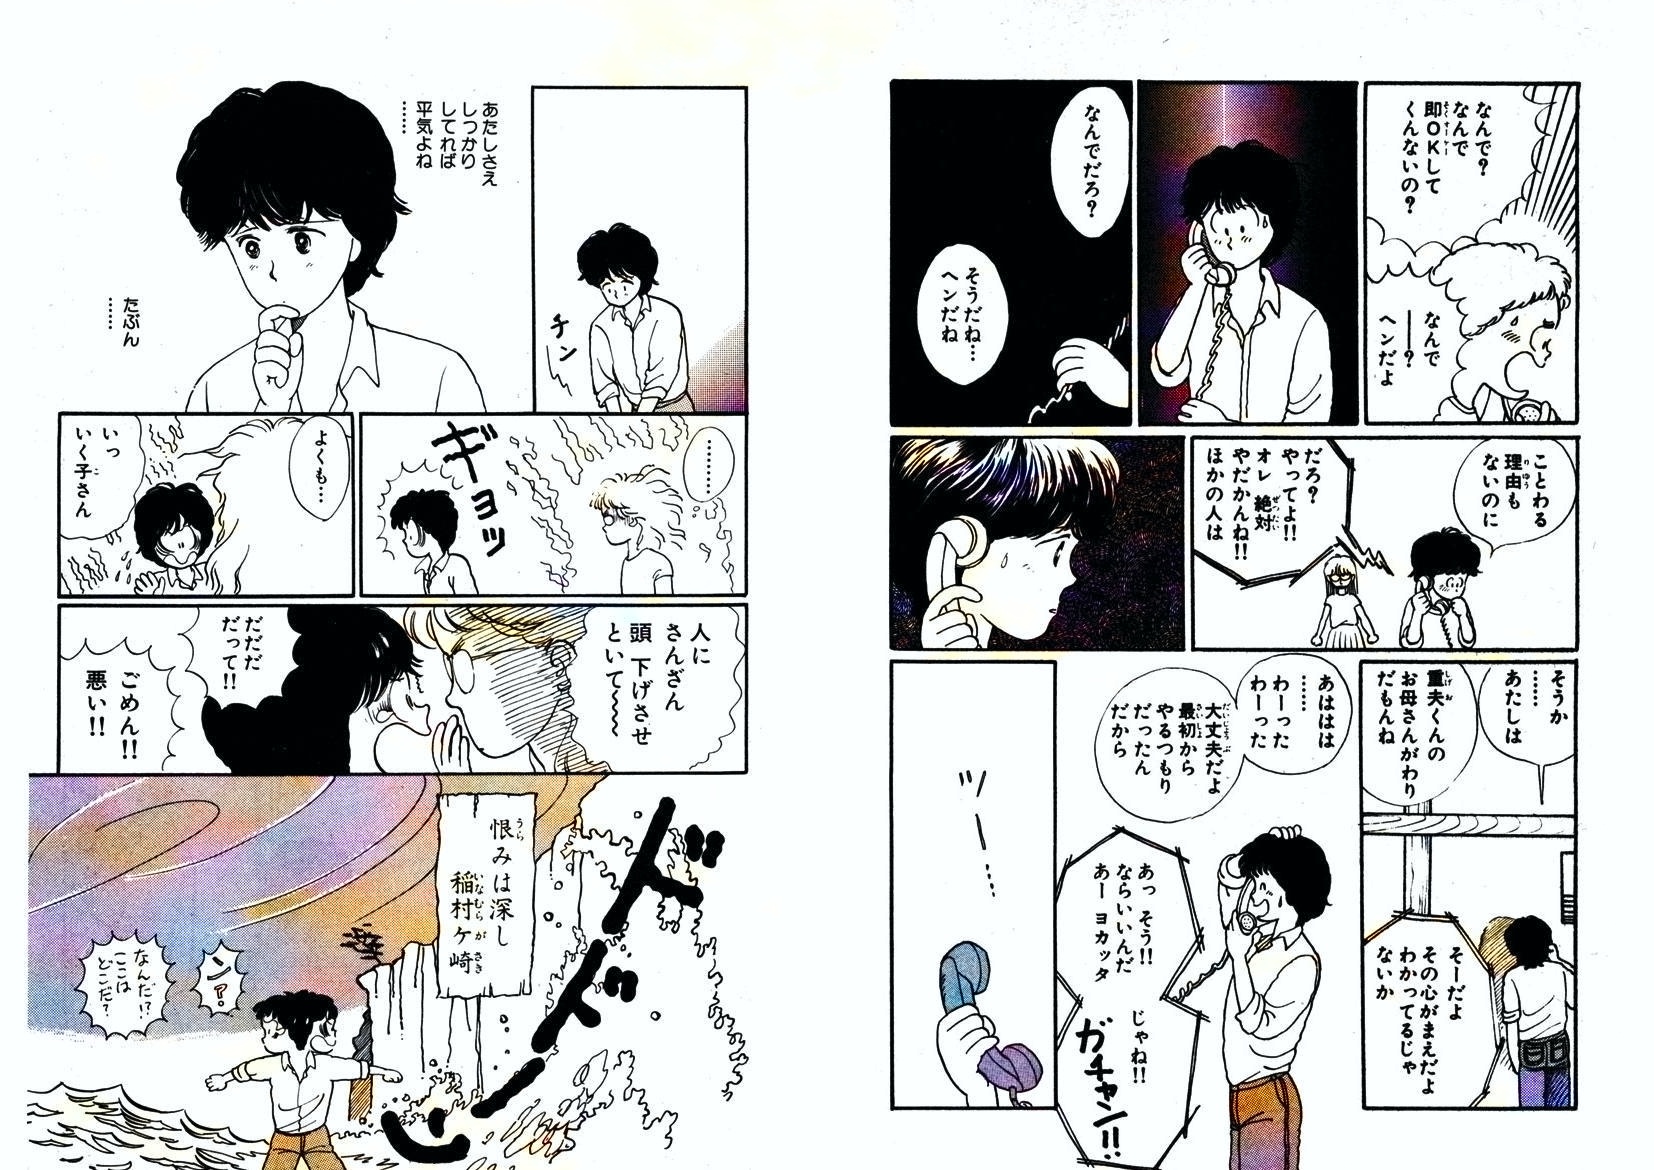 なんで?
なんで
即OKして
くんないの?
なんで
――?
ヘンだよ
なんでだろ?
そうだね…
ヘンだね
ことわる
理由も
ないのに
だろ?
やってよ!!
オレ 絶対
やだかんね!!
ほかの人は
そうか
……
あたしは
重夫くんの
お母さんがわり
だもんね
そーだよ
その心がまえだよ
わかってるじゃ
ないか
あははは
……
わーった
わーった
大丈夫だよ
最初から
やるつもり
だったん
だから
あっ そう!!
ならいいんだ
あー ヨカッタ
じゃね!!
ガチャン!!
ツーー…
チン
あたしさえ
しっかり
してれば
平気よね
……
たぶん
……
………
ギョッ
よくも…
いっ
いく子さん
人に
さんざん
頭 下げさせ
といて〜〜
だだだ
だって!!
ごめん!!
悪い!!
ドドーン
恨みは深し
稲村ヶ崎
ン?
なんだ!?
ここは
どこだ?